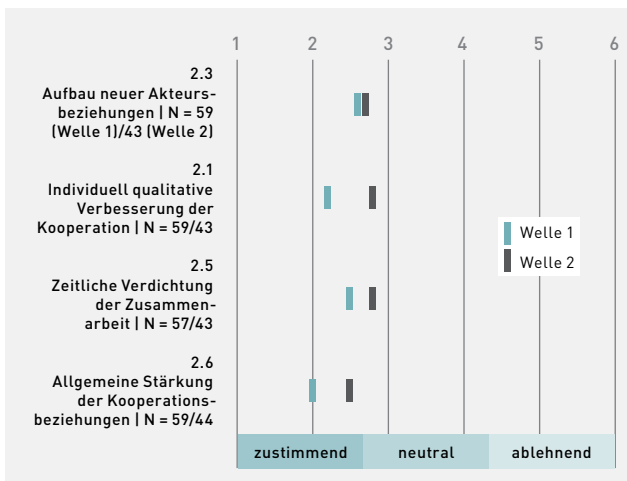 1 2 3 4 5 6
2.3
Aufbau neuer Akteurs-
beziehungen | N = 59
(Welle 1)/43 (Welle 2)
2.1
Individuell qualitative
Verbesserung der
Kooperation | N = 59/43
2.5
Zeitliche Verdichtung
der Zusammen-
arbeit | N = 57/43
2.6
Allgemeine Stärkung
der Kooperations-
beziehungen | N = 59/44
Welle 1
Welle 2
zustimmend neutral ablehnend